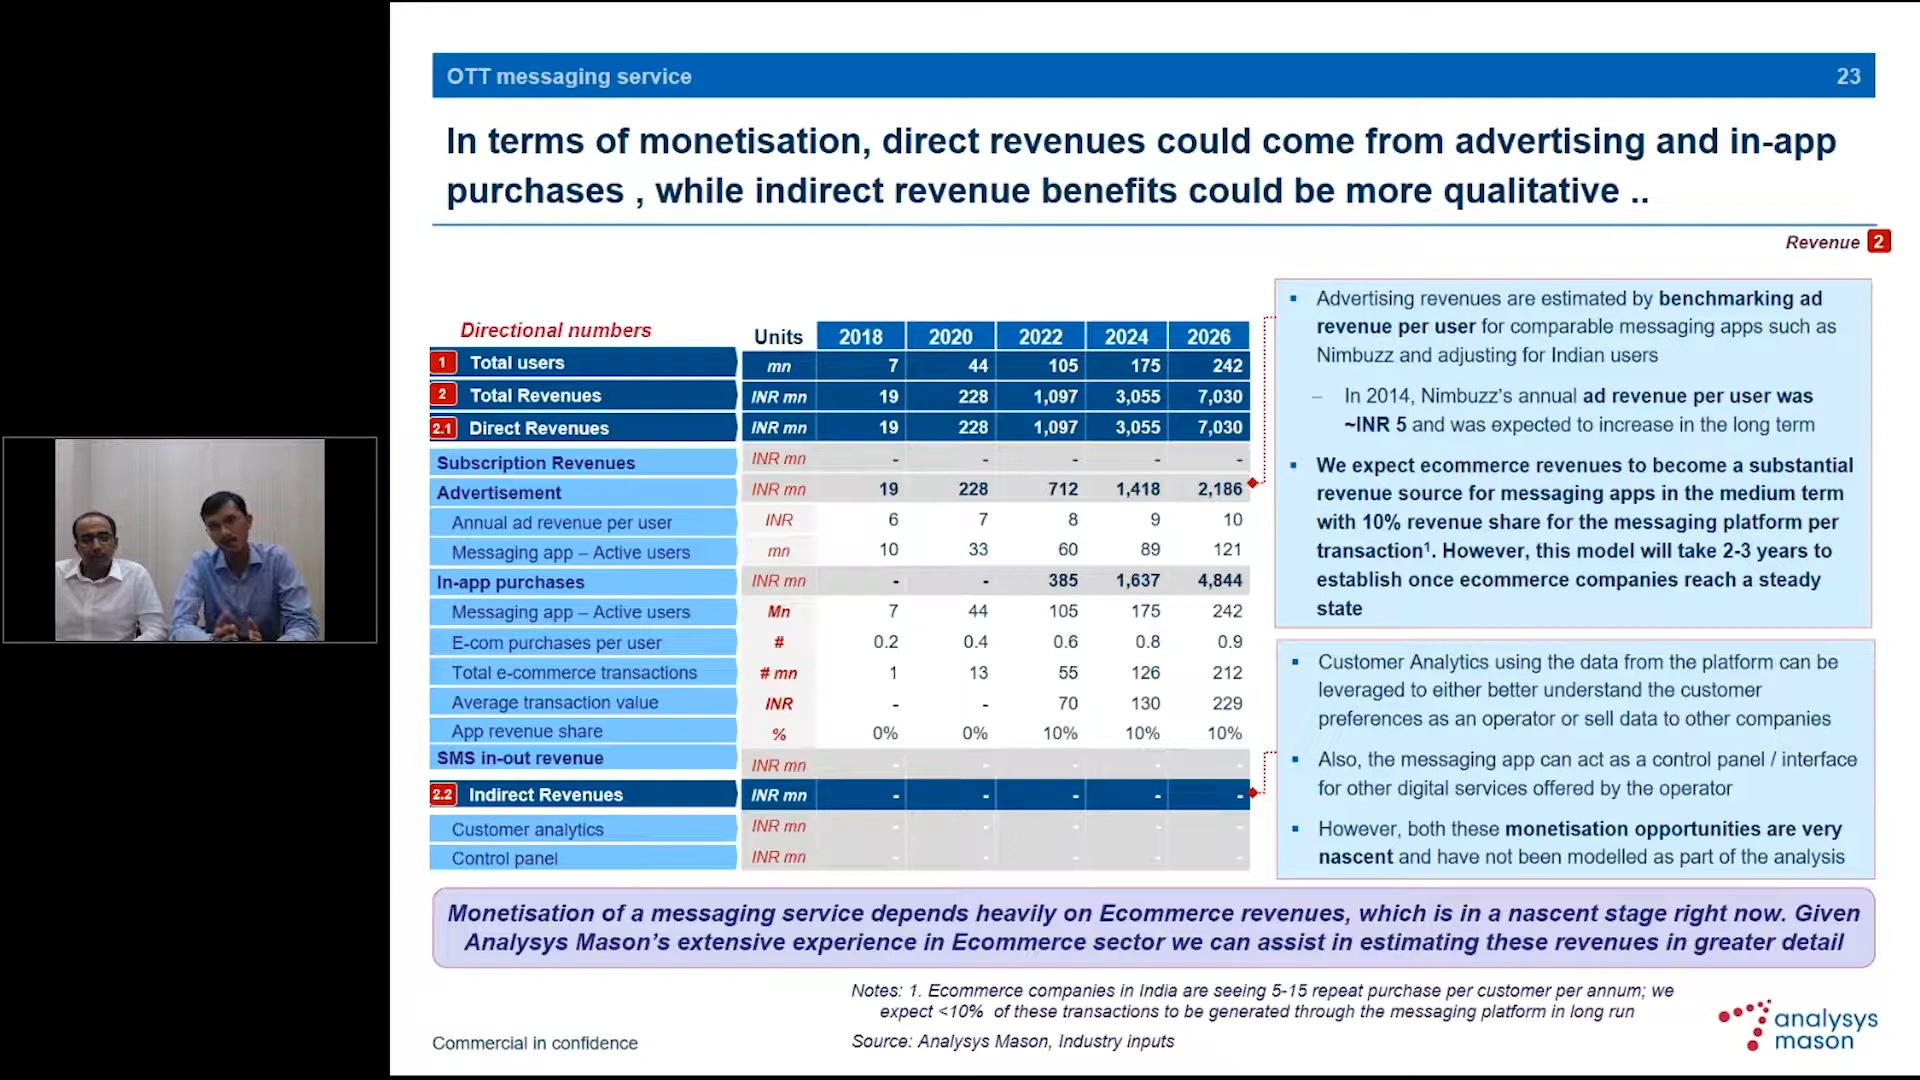 OTT messaging service 23
In terms of monetisation, direct revenues could come from advertising and in-app
purchases , while indirect revenue benefits could be more qualitative ..
Revenue 2
Directional numbers Units 2018 2020 2022 2024 2026
1 Total users mn 7 44 105 175 242
2 Total Revenues INR mn 19 228 1,097 3,055 7,030
2.1 Direct Revenues INR mn 19 228 1,097 3,055 7,030
Subscription Revenues INR mn - - - - -
Advertisement INR mn 19 228 712 1,418 2,186
Annual ad revenue per user INR 6 7 8 9 10
Messaging app – Active users mn 10 33 60 89 121
In-app purchases INR mn - - 385 1,637 4,844
Messaging app – Active users Mn 7 44 105 175 242
E-com purchases per user # 0.2 0.4 0.6 0.8 0.9
Total e-commerce transactions # mn 1 13 55 126 212
Average transaction value INR - - 70 130 229
App revenue share % 0% 0% 10% 10% 10%
SMS in-out revenue INR mn - - - - -
2.2 Indirect Revenues INR mn - - - - -
Customer analytics INR mn - - - - -
Control panel INR mn - - - - -
▪ Advertising revenues are estimated by benchmarking ad
revenue per user for comparable messaging apps such as
Nimbuzz and adjusting for Indian users
– In 2014, Nimbuzz's annual ad revenue per user was
~INR 5 and was expected to increase in the long term
▪ We expect ecommerce revenues to become a substantial
revenue source for messaging apps in the medium term
with 10% revenue share for the messaging platform per
transaction¹. However, this model will take 2-3 years to
establish once ecommerce companies reach a steady
state
▪ Customer Analytics using the data from the platform can be
leveraged to either better understand the customer
preferences as an operator or sell data to other companies
▪ Also, the messaging app can act as a control panel / interface
for other digital services offered by the operator
▪ However, both these monetisation opportunities are very
nascent and have not been modelled as part of the analysis
Monetisation of a messaging service depends heavily on Ecommerce revenues, which is in a nascent stage right now. Given
Analysys Mason's extensive experience in Ecommerce sector we can assist in estimating these revenues in greater detail
Notes: 1. Ecommerce companies in India are seeing 5-15 repeat purchase per customer per annum; we
expect <10% of these transactions to be generated through the messaging platform in long run
Commercial in confidence
Source: Analysys Mason, Industry inputs
analysys
mason